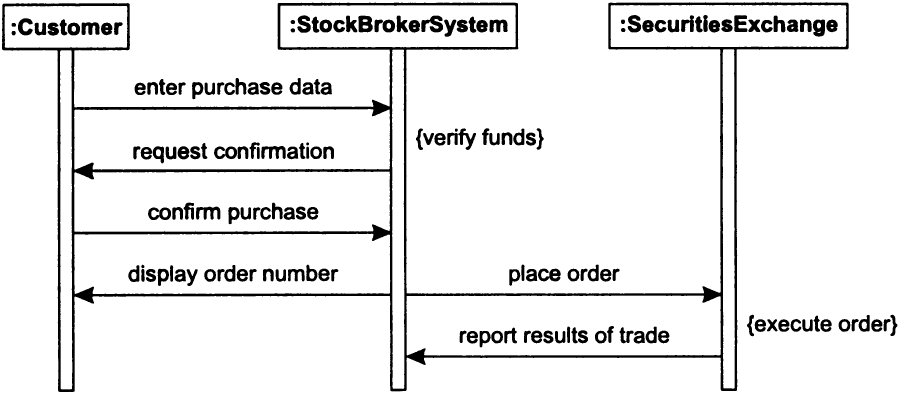 :Customer
:StockBrokerSystem
:SecuritiesExchange
enter purchase data
{verify funds}
request confirmation
confirm purchase
display order number
place order
{execute order}
report results of trade